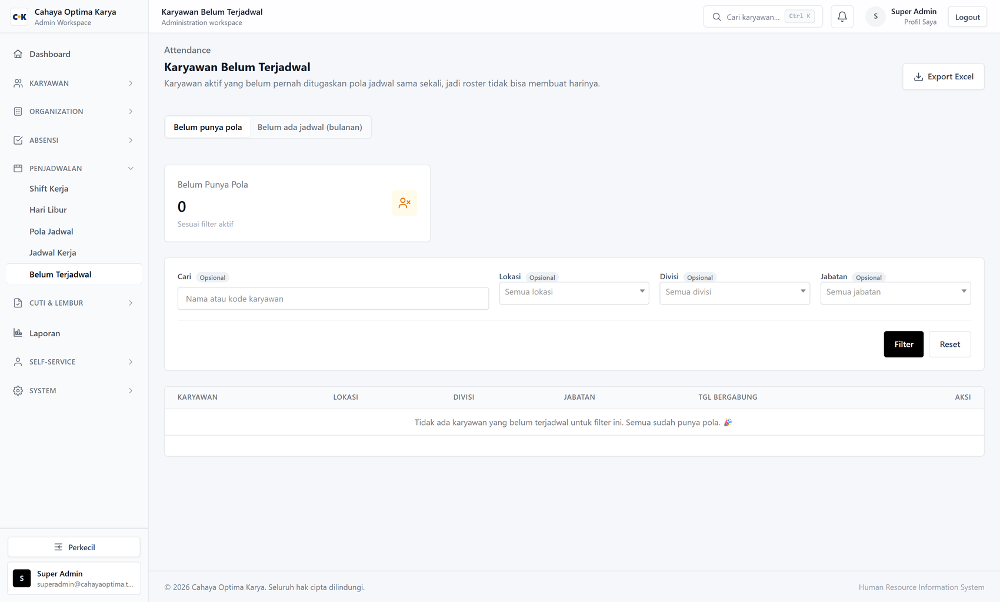 C•K
Cahaya Optima Karya
Admin Workspace
Karyawan Belum Terjadwal
Administration workspace
Cari karyawan...
Ctrl K
S
Super Admin
Profil Saya
Logout
Dashboard
KARYAWAN
ORGANIZATION
ABSENSI
PENJADWALAN
Shift Kerja
Hari Libur
Pola Jadwal
Jadwal Kerja
Belum Terjadwal
CUTI & LEMBUR
Laporan
SELF-SERVICE
SYSTEM
Perkecil
S
Super Admin
superadmin@cahayaoptima.t...
Attendance
Karyawan Belum Terjadwal
Karyawan aktif yang belum pernah ditugaskan pola jadwal sama sekali, jadi roster tidak bisa membuat harinya.
Export Excel
Belum punya pola
Belum ada jadwal (bulanan)
Belum Punya Pola
0
Sesuai filter aktif
Cari Opsional
Nama atau kode karyawan
Lokasi Opsional
Semua lokasi
Divisi Opsional
Semua divisi
Jabatan Opsional
Semua jabatan
Filter
Reset
KARYAWAN LOKASI DIVISI JABATAN TGL BERGABUNG AKSI
Tidak ada karyawan yang belum terjadwal untuk filter ini. Semua sudah punya pola. 🎉
© 2026 Cahaya Optima Karya. Seluruh hak cipta dilindungi.
Human Resource Information System